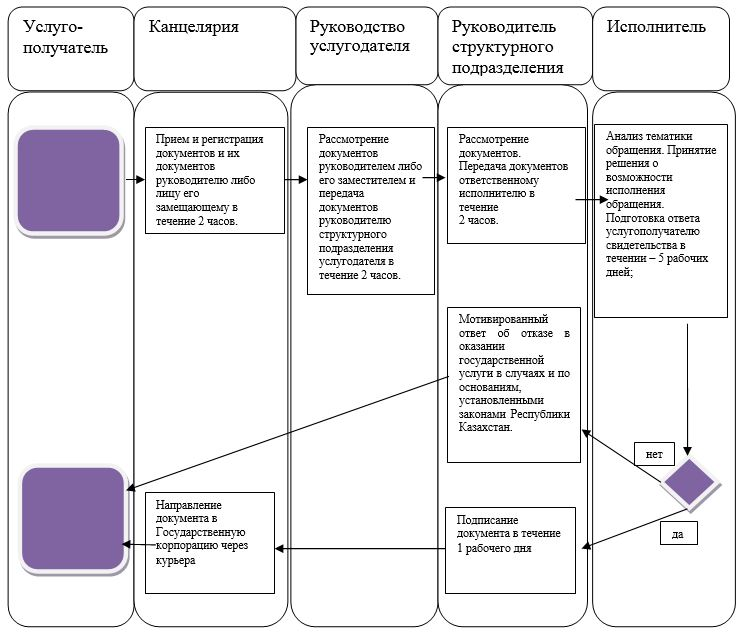 Услуго-
получатель
Канцелярия
Руководство
услугодателя
Руководитель
структурного
подразделения
Исполнитель
Прием и регистрация
документов и их
документов
руководителю либо
лицу его
замещающему в
течение 2 часов.
Рассмотрение
документов
руководителем либо
его заместителем и
передача
документов
руководителю
структурного
подразделения
услугодателя в
течение 2 часов.
Рассмотрение
документов.
Передача документов
ответственному
исполнителю в
течение
2 часов.
Анализ тематики
обращения. Принятие
решения о
возможности
исполнения
обращения.
Подготовка ответа
услугополучателю
свидетельства в
течении – 5 рабочих
дней;
Мотивированный
ответ об отказе в
оказании
государственной
услуги в случаях и по
основаниям,
установленными
законами Республики
Казахстан.
нет
да
Направление
документа в
Государственную
корпорацию через
курьера
Подписание
документа в течение
1 рабочего дня